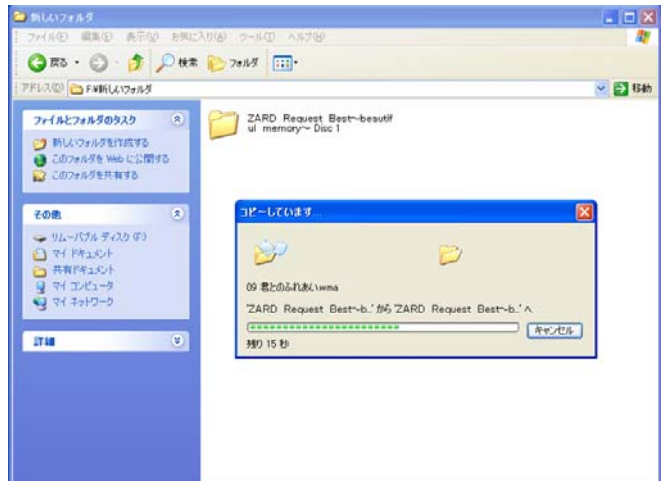 新しいフォルダ
ファイル(F) 編集(E) 表示(V) お気に入り(A) ツール(T) ヘルプ(H)
戻る 検索 フォルダ
アドレス(D) F:¥新しいフォルダ 移動
ファイルとフォルダのタスク
新しいフォルダを作成する
このフォルダを Web に公開する
このフォルダを共有する
その他
リムーバブル ディスク (F:)
マイ ドキュメント
共有ドキュメント
マイ コンピュータ
マイ ネットワーク
詳細
ZARD Request Best~beautif
ul memory~ Disc 1
コピーしています...
09 君とのふれあい.wma
'ZARD Request Best~b..' から 'ZARD Request Best~b..' へ
キャンセル
残り 15 秒